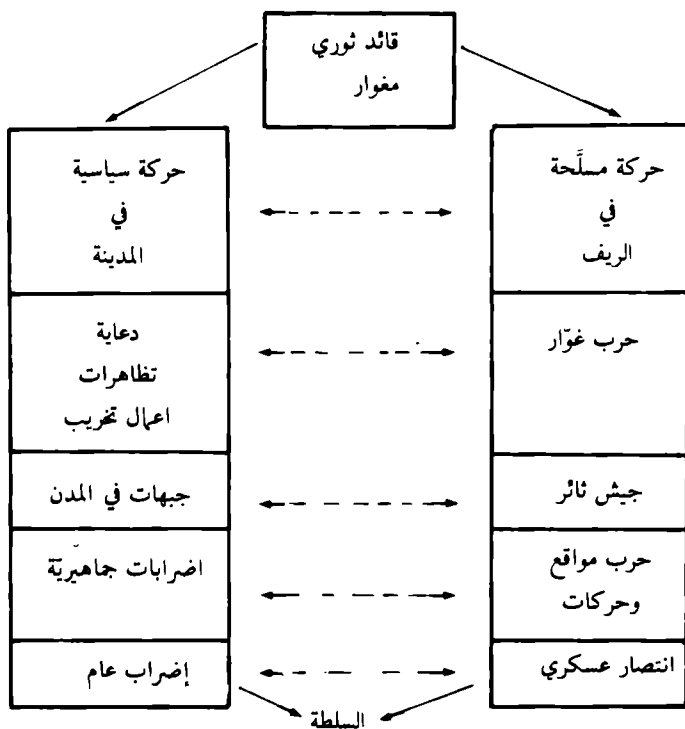 قائد ثوري
مغوار
حركة مسلَّحة
في
الريف
حركة سياسية
في
المدينة
حرب غوّار
دعاية
تظاهرات
اعمال تخريب
جيش ثائر
جبهات في المدن
حرب مواقع
وحركات
اضرابات جماهيريّة
انتصار عسكري
إضراب عام
السلطة